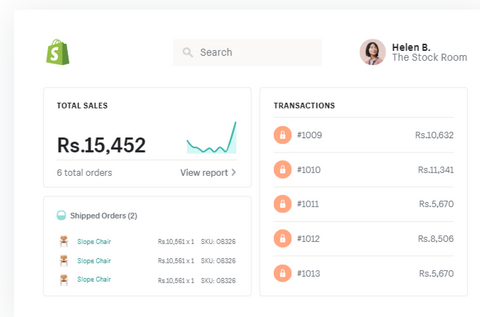 Search
Helen B.
The Stock Room
TOTAL SALES
Rs.15,452
6 total orders
View report
Shipped Orders (2)
Slope Chair Rs.10,561 x 1 SKU: OB326
Slope Chair Rs.10,561 x 1 SKU: OB326
Slope Chair Rs.10,561 x 1 SKU: OB326
TRANSACTIONS
#1009 Rs.10,632
#1010 Rs.11,341
#1011 Rs.5,670
#1012 Rs.8,506
#1013 Rs.5,670